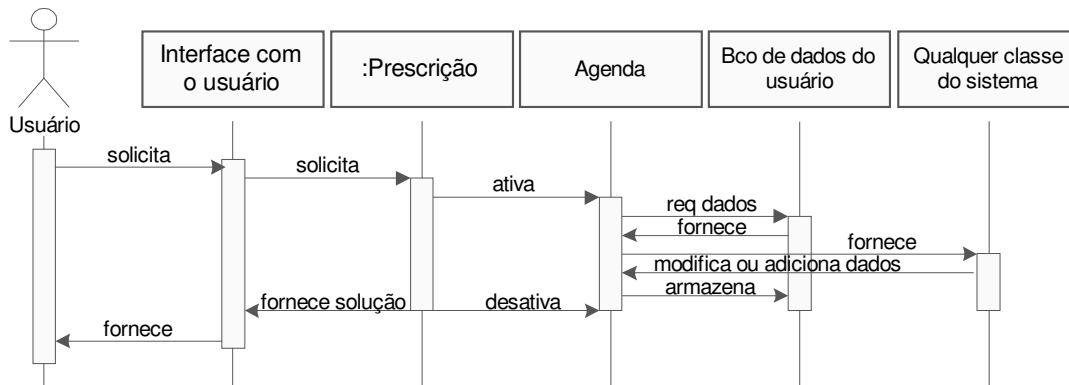 Interface com
o usuário
:Prescrição
Agenda
Bco de dados do
usuário
Qualquer classe
do sistema
Usuário
solicita
solicita
ativa
req dados
fornece
fornece
modifica ou adiciona dados
armazena
fornece solução
desativa
fornece